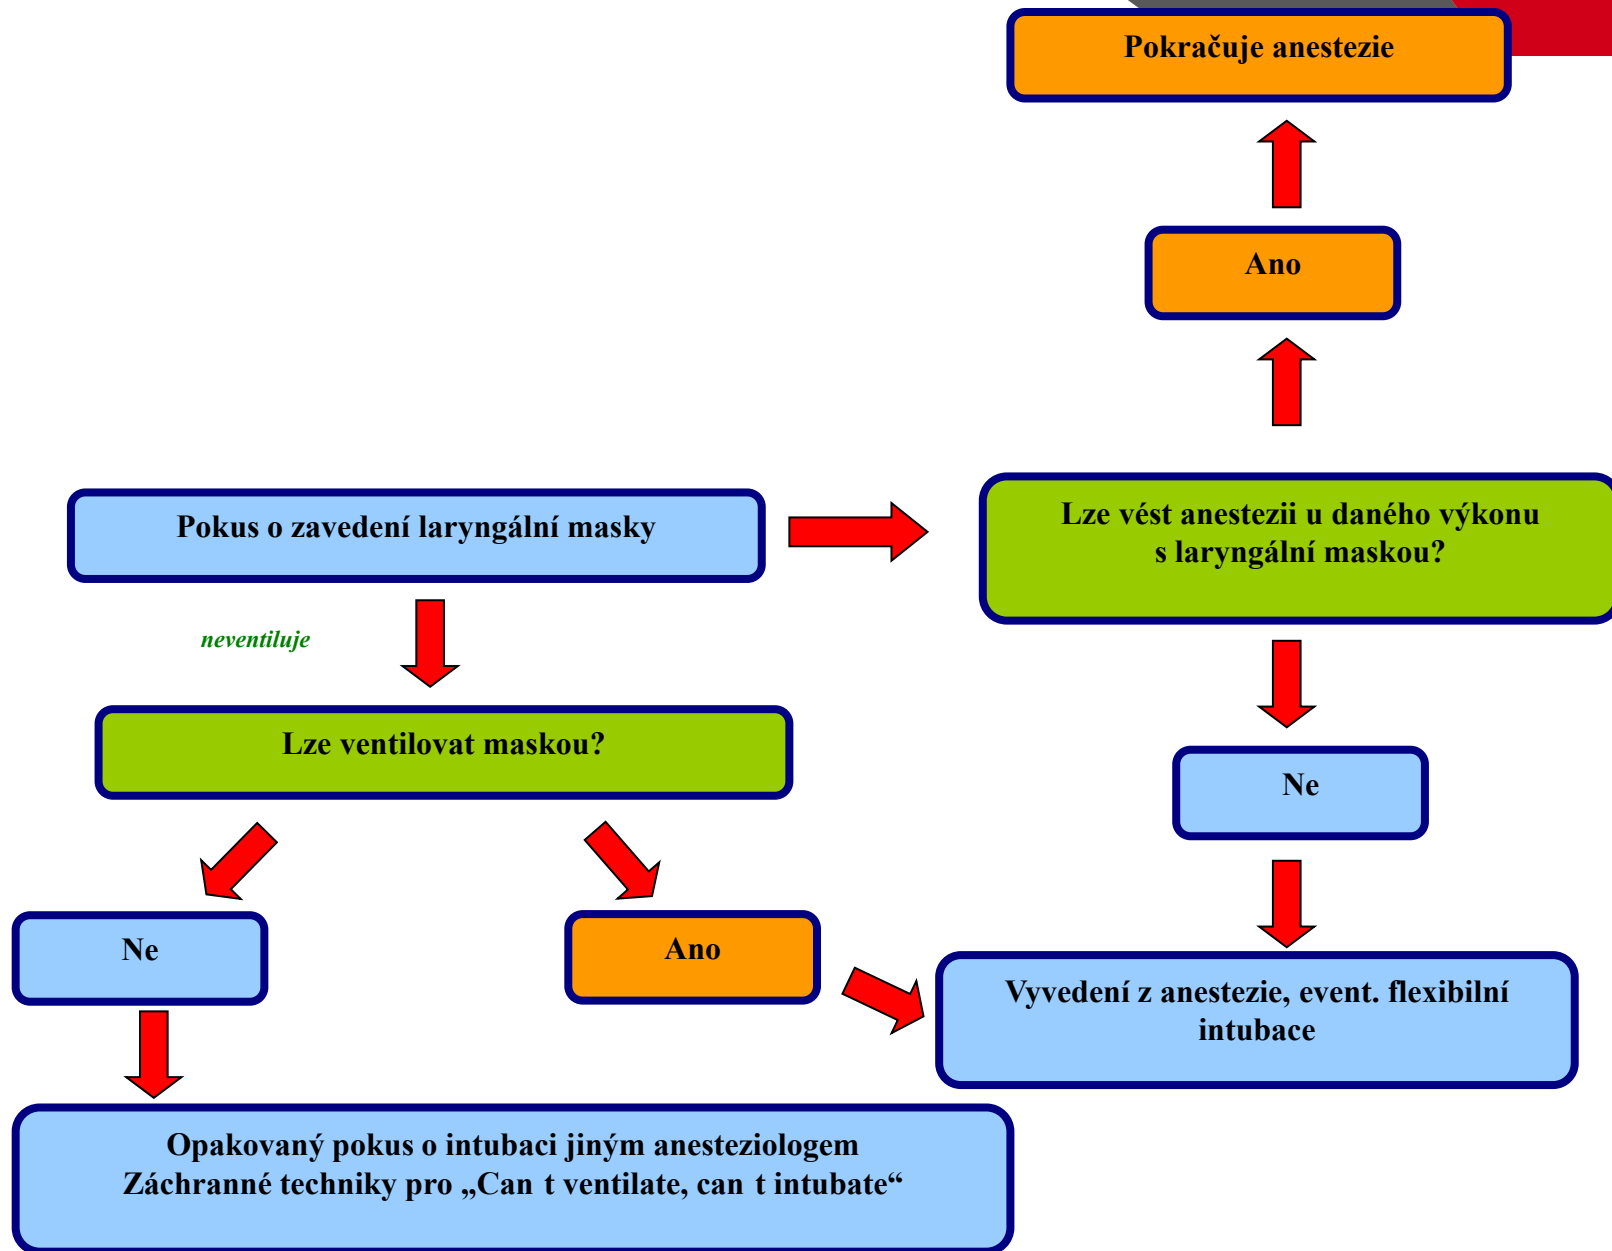 Pokračuje anestezie
Ano
Pokus o zavedení laryngální masky
Lze vést anestezii u daného výkonu
s laryngální maskou?
neventiluje
Lze ventilovat maskou?
Ne
Ne
Ano
Vyvedení z anestezie, event. flexibilní
intubace
Opakovaný pokus o intubaci jiným anesteziologem
Záchranné techniky pro „Can t ventilate, can t intubate“